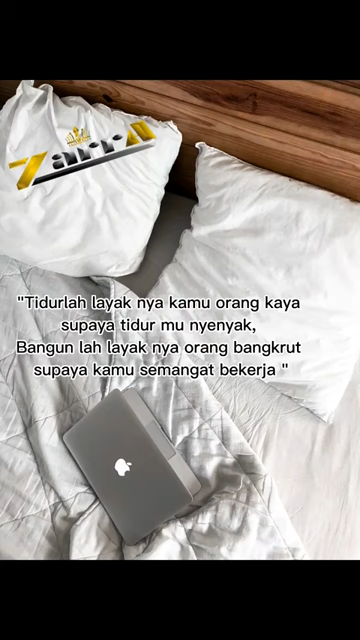 "Tidurlah layak nya kamu orang kaya
supaya tidur mu nyenyak,
Bangun lah layak nya orang bangkrut
supaya kamu semangat bekerja "